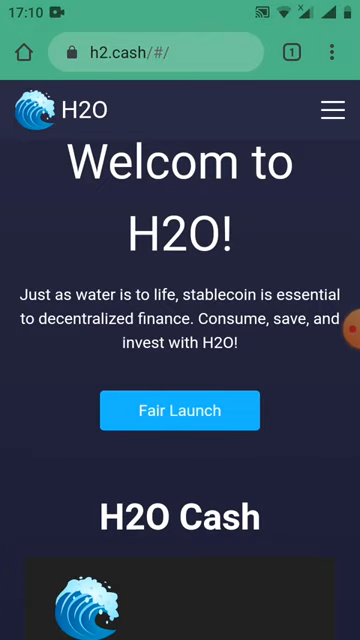 17:10
h2.cash/#/
1
H2O
Welcom to
H2O!
Just as water is to life, stablecoin is essential
to decentralized finance. Consume, save, and
invest with H2O!
Fair Launch
H2O Cash